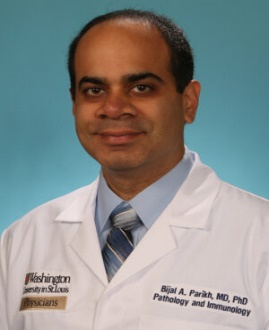 Washington
University in St. Louis
Physicians
Bijal A. Parikh, MD, PhD
Pathology and Immunology